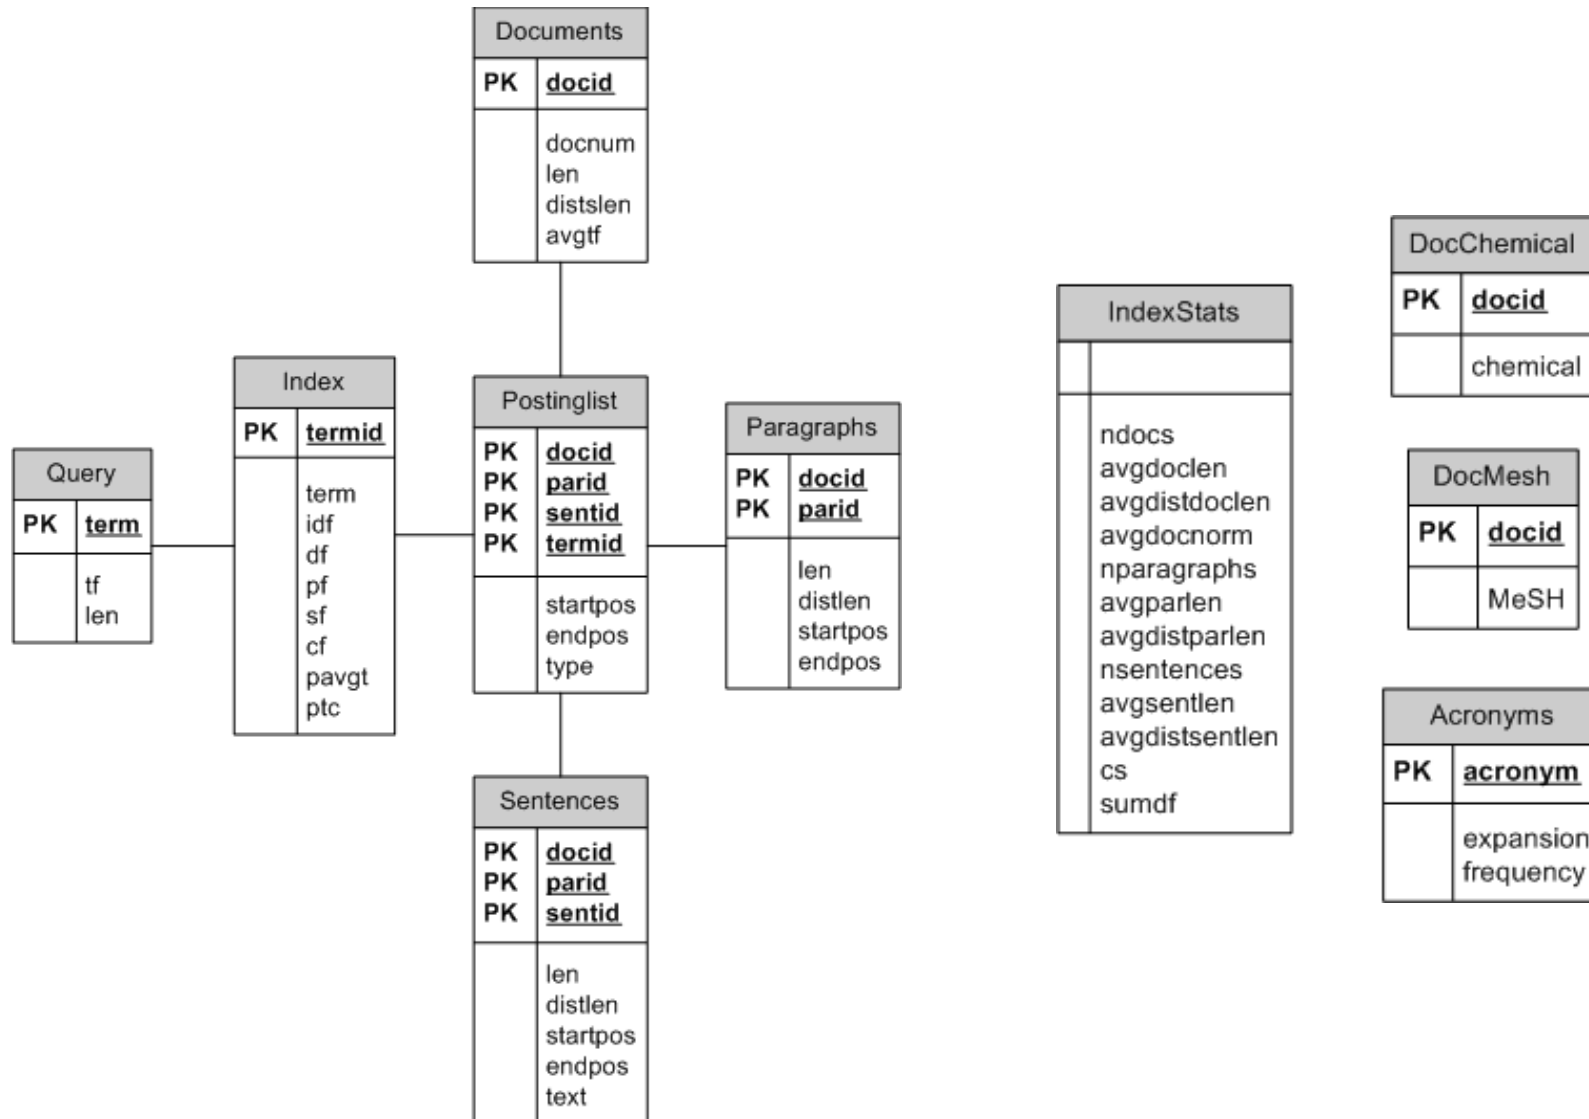 Documents
PK docid
docnum
len
distslen
avgtf
Index
PK termid
term
idf
df
pf
sf
cf
pavgt
ptc
Query
PK term
tf
len
Postinglist
PK docid
PK parid
PK sentid
PK termid
startpos
endpos
type
Paragraphs
PK docid
PK parid
len
distlen
startpos
endpos
Sentences
PK docid
PK parid
PK sentid
len
distlen
startpos
endpos
text
IndexStats
ndocs
avgdoclen
avgdistdoclen
avgdocnorm
nparagraphs
avgparlen
avgdistparlen
nsentences
avgsentlen
avgdistsentlen
cs
sumdf
DocChemical
PK docid
chemical
DocMesh
PK docid
MeSH
Acronyms
PK acronym
expansion
frequency